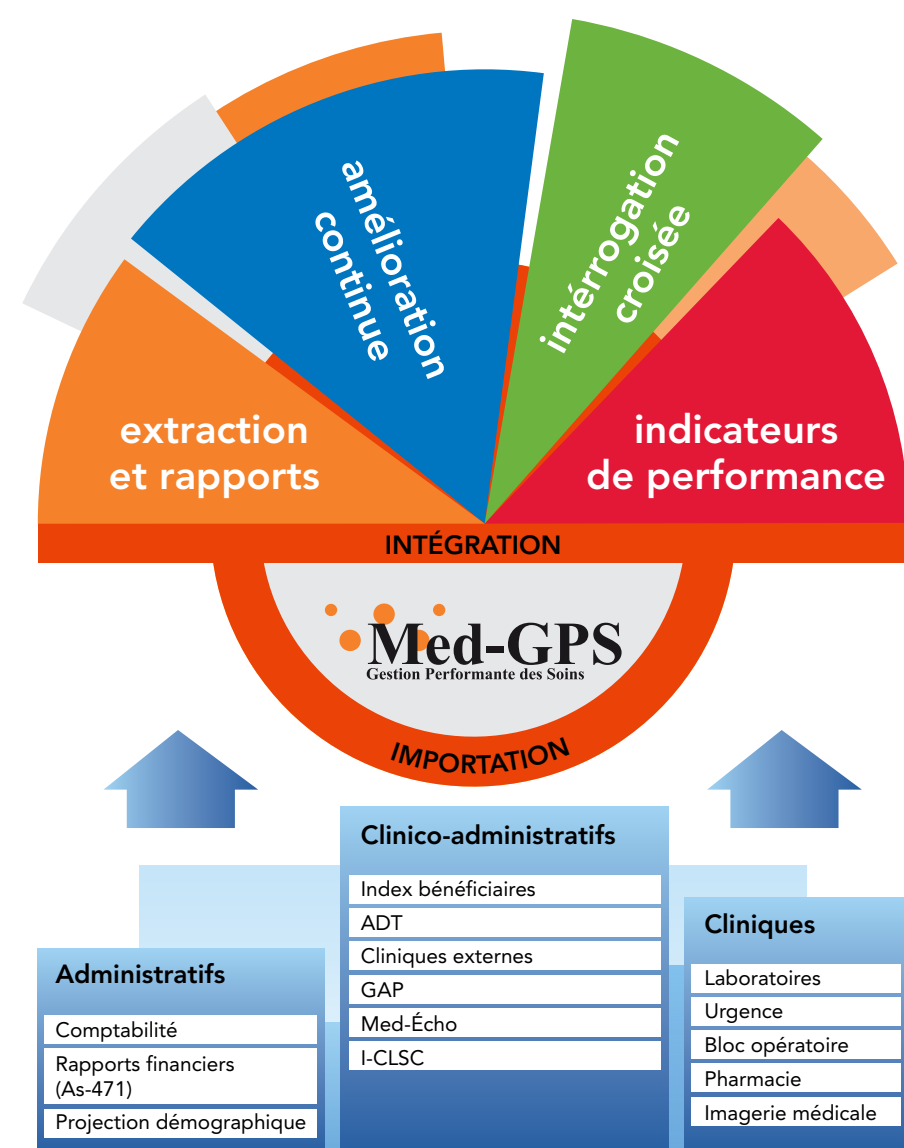 amélioration
continue
intérrogation
croisée
extraction
et rapports
indicateurs
de performance
INTÉGRATION
Med-GPS
Gestion Performante des Soins
IMPORTATION
Clinico-administratifs
Index bénéficiaires
ADT
Cliniques externes
GAP
Med-Écho
I-CLSC
Administratifs
Comptabilité
Rapports financiers
(As-471)
Projection démographique
Cliniques
Laboratoires
Urgence
Bloc opératoire
Pharmacie
Imagerie médicale